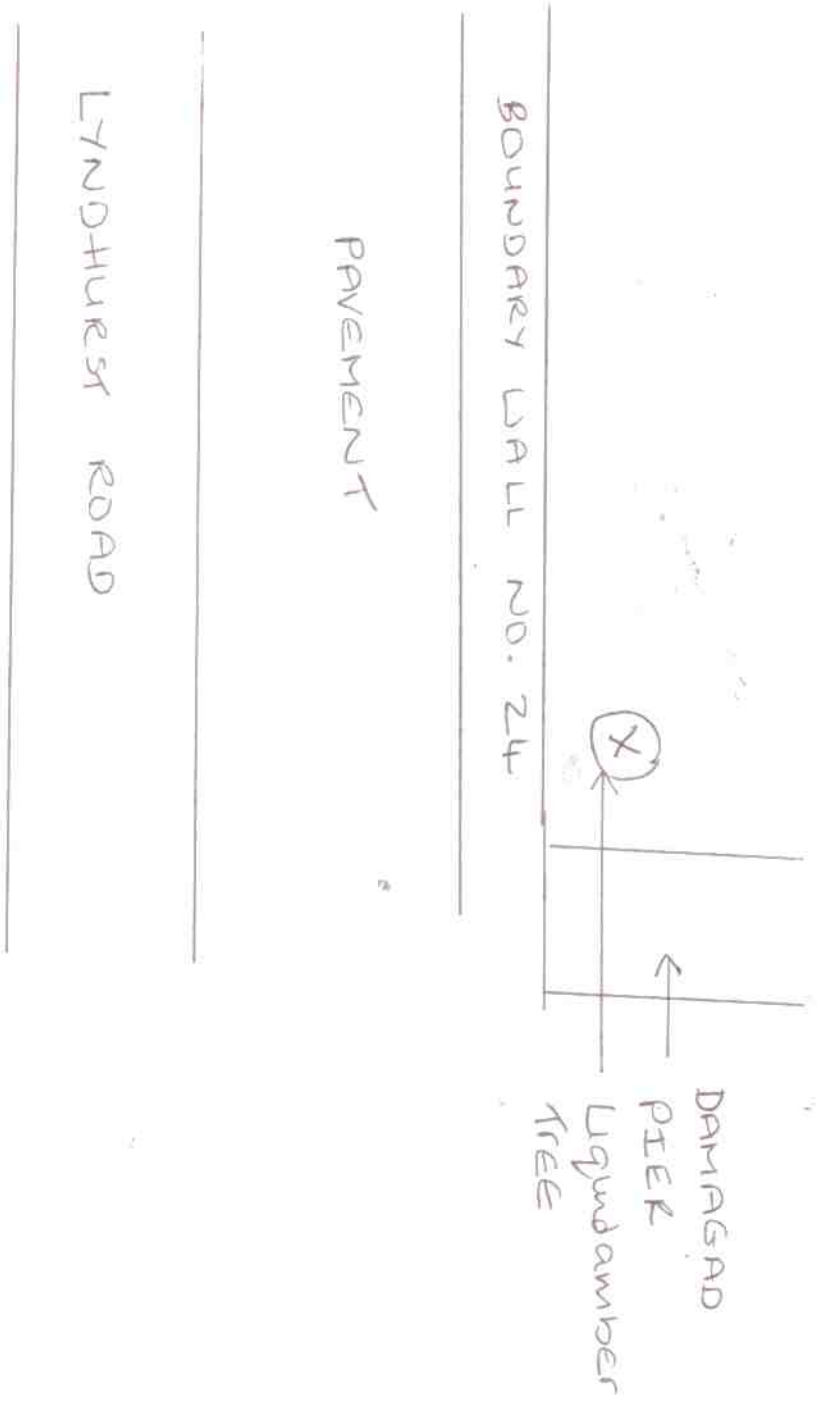 DAMAGAD
PIER
Liquidamber
TREE
X
BOUNDARY WALL NO. 24
PAVEMENT
LYNDHURST ROAD